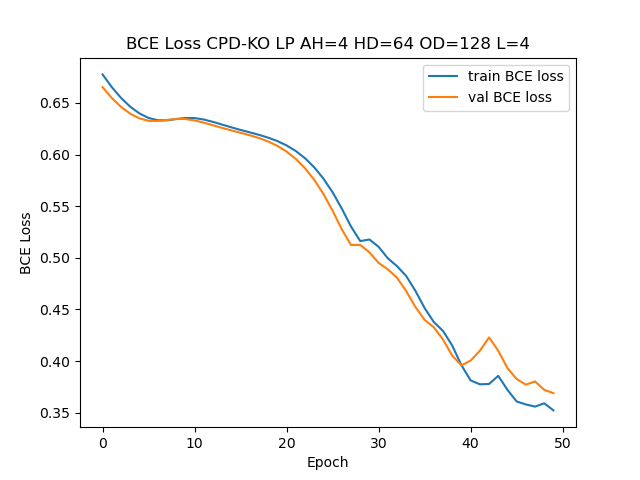 BCE Loss CPD-KO LP AH=4 HD=64 OD=128 L=4
train BCE loss
val BCE loss
BCE Loss
0.65
0.60
0.55
0.50
0.45
0.40
0.35
0 10 20 30 40 50
Epoch